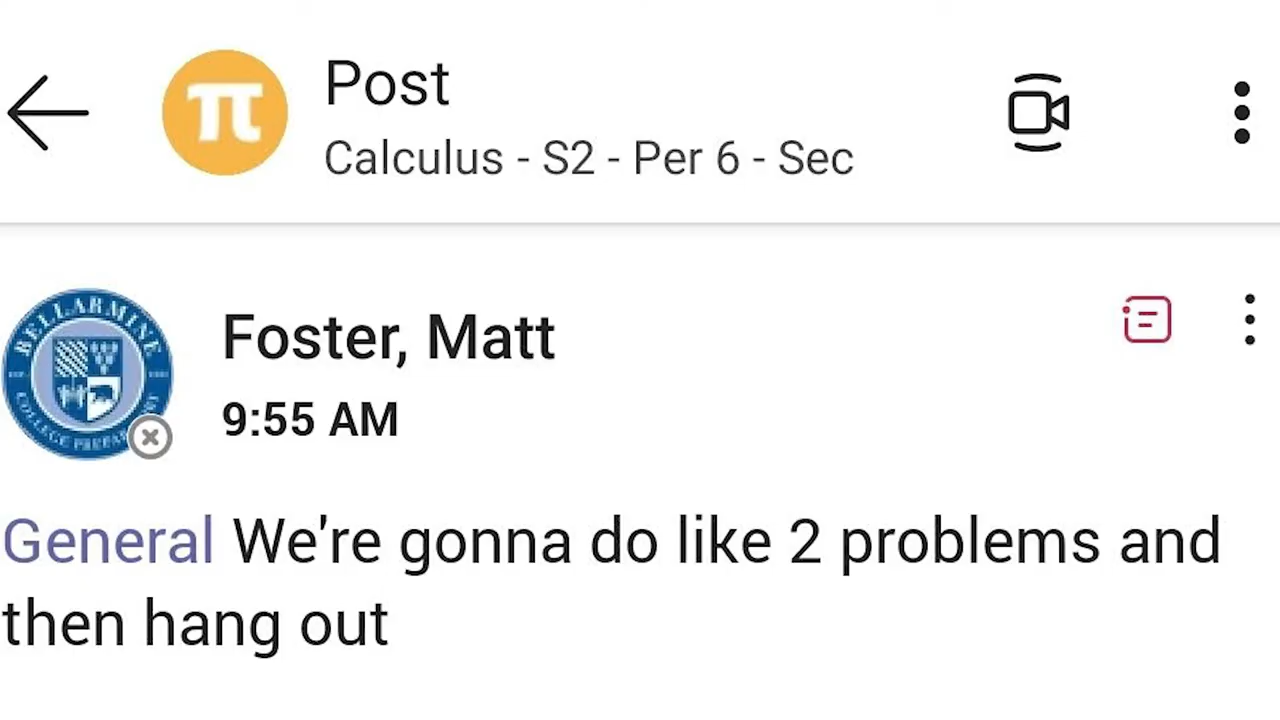 π
Post
Calculus - S2 - Per 6 - Sec
BELLARMINE
Foster, Matt
9:55 AM
General We're gonna do like 2 problems and
then hang out